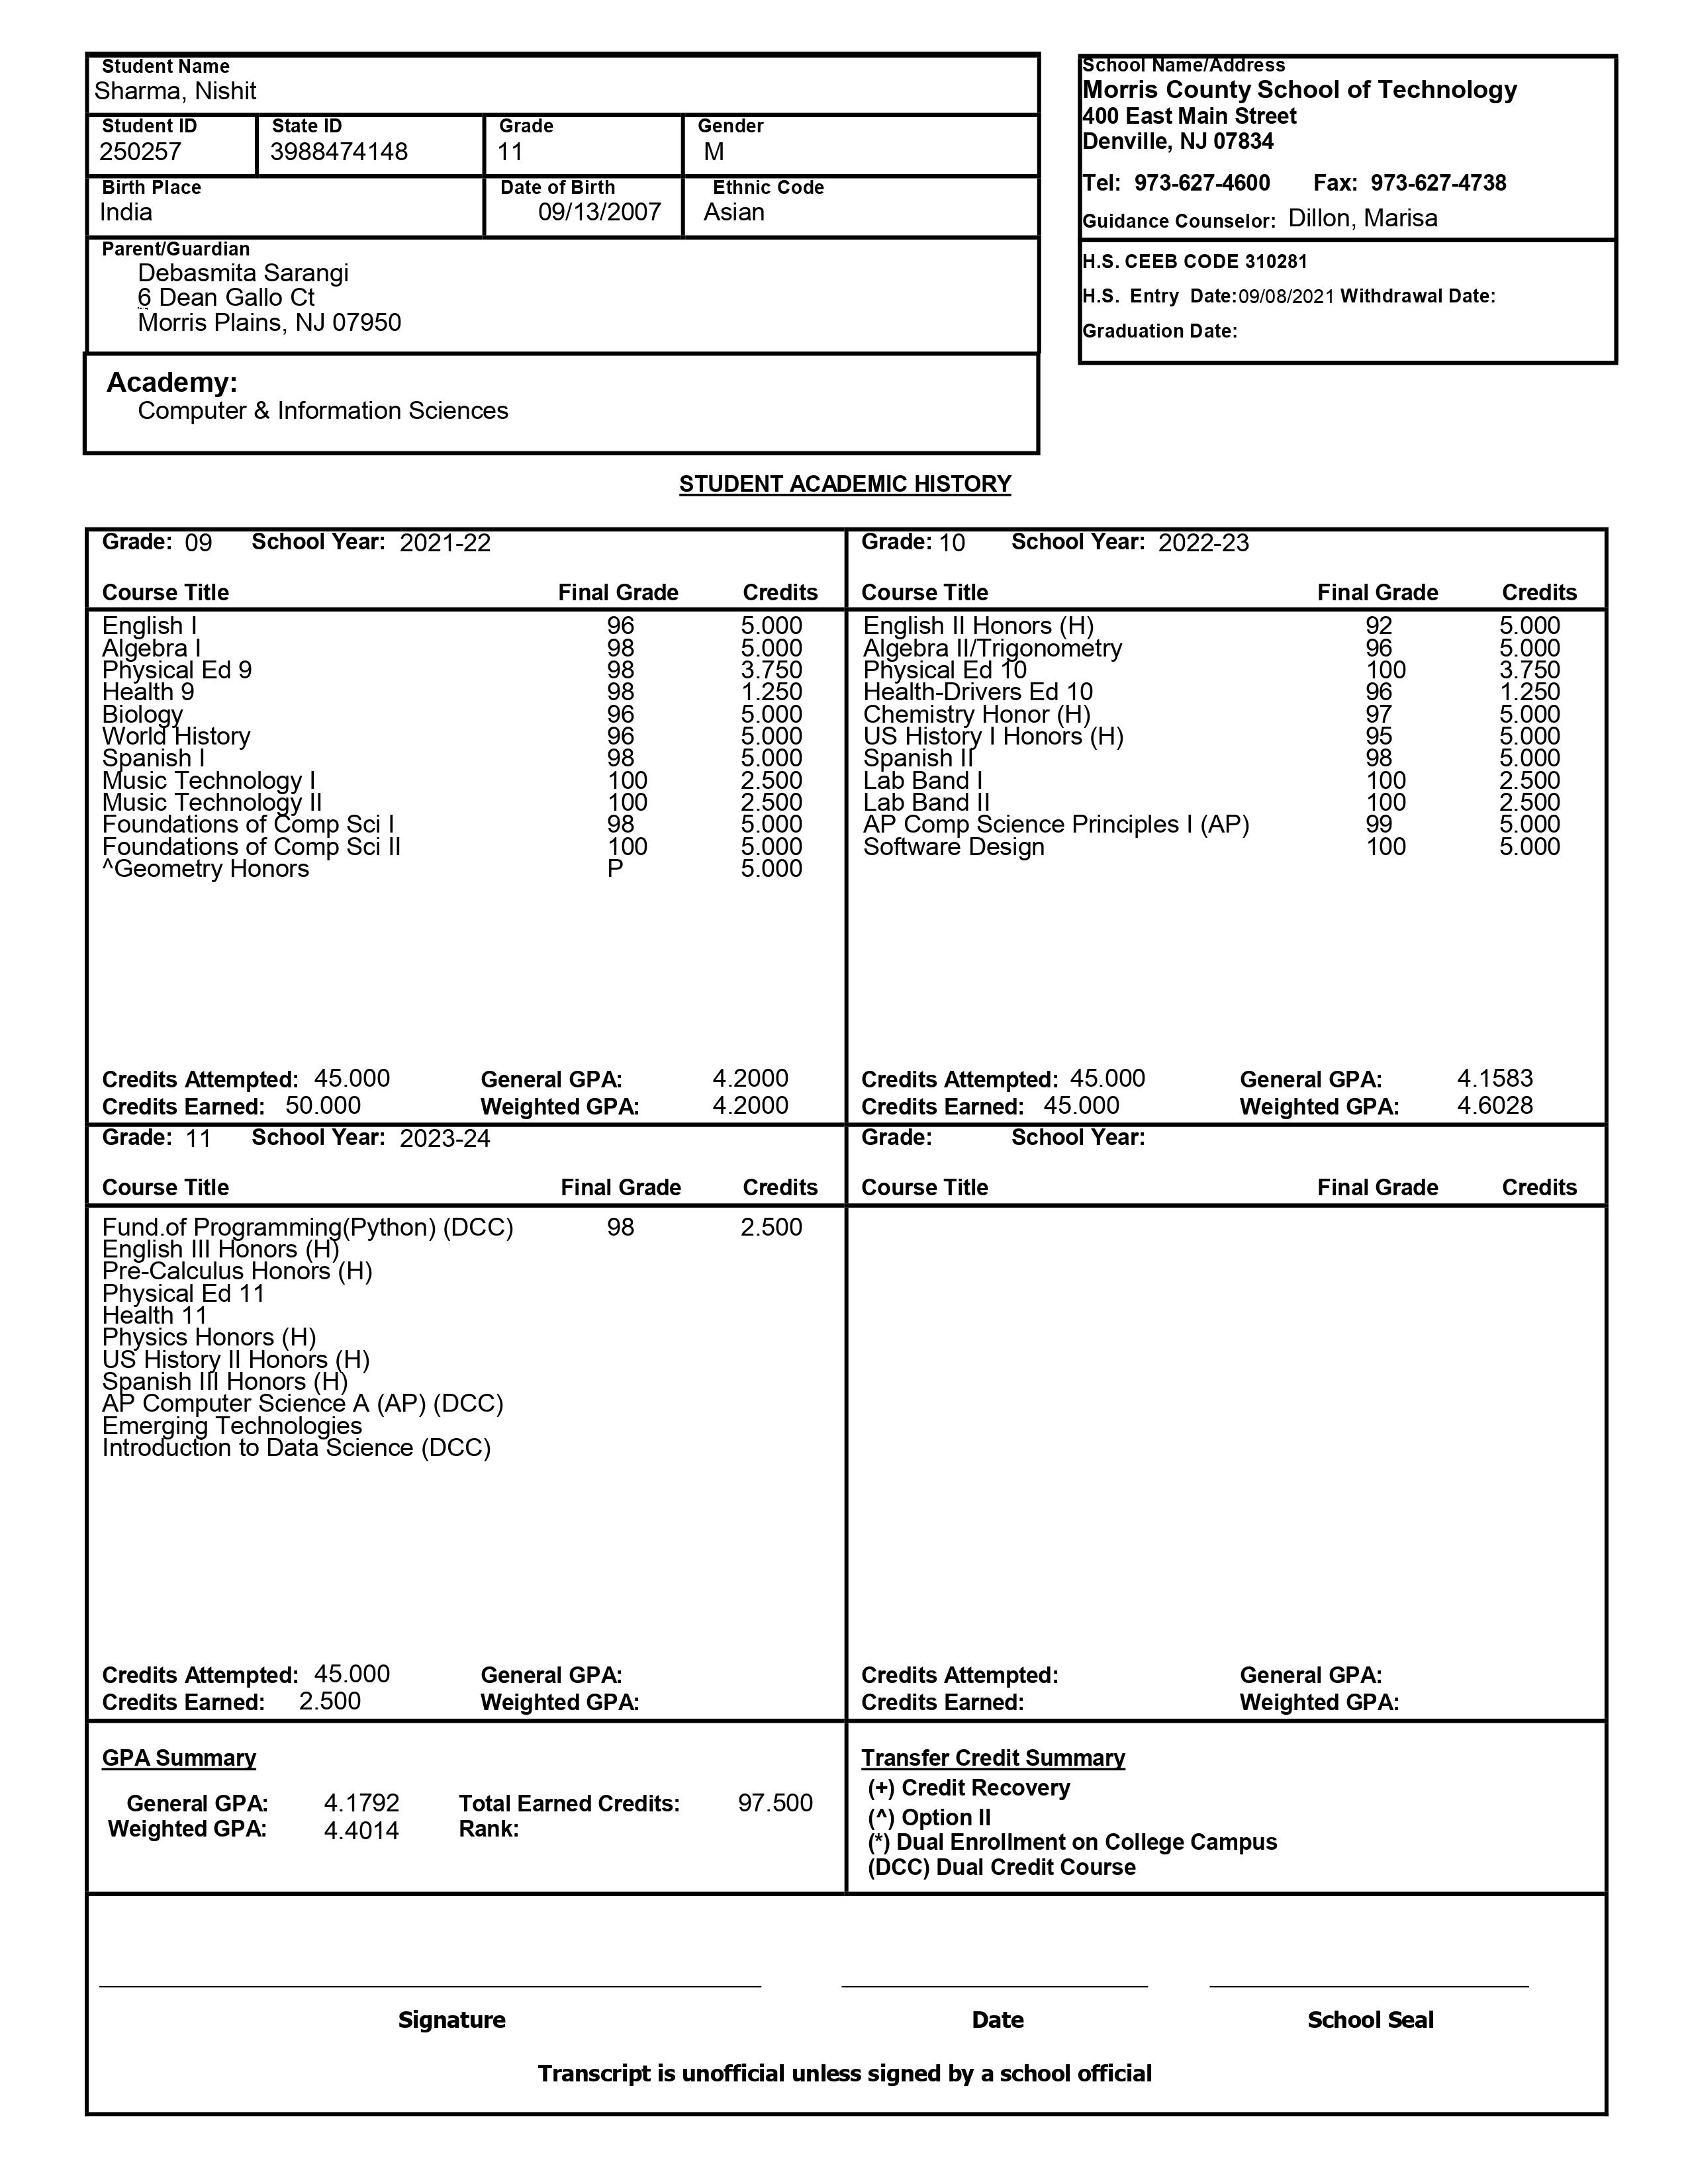 Student Name
Sharma, Nishit
Student ID State ID Grade Gender
250257 3988474148 11 M
Birth Place Date of Birth Ethnic Code
India 09/13/2007 Asian
Parent/Guardian
Debasmita Sarangi
6 Dean Gallo Ct
Morris Plains, NJ 07950
Academy:
Computer & Information Sciences
School Name/Address
Morris County School of Technology
400 East Main Street
Denville, NJ 07834
Tel: 973-627-4600 Fax: 973-627-4738
Guidance Counselor: Dillon, Marisa
H.S. CEEB CODE 310281
H.S. Entry Date:09/08/2021 Withdrawal Date:
Graduation Date:
STUDENT ACADEMIC HISTORY
Grade: 09 School Year: 2021-22
Course Title Final Grade Credits
English I 96 5.000
Algebra I 98 5.000
Physical Ed 9 98 3.750
Health 9 98 1.250
Biology 96 5.000
World History 96 5.000
Spanish I 98 5.000
Music Technology I 100 2.500
Music Technology II 100 2.500
Foundations of Comp Sci I 98 5.000
Foundations of Comp Sci II 100 5.000
^Geometry Honors P 5.000
Credits Attempted: 45.000 General GPA: 4.2000
Credits Earned: 50.000 Weighted GPA: 4.2000
Grade: 10 School Year: 2022-23
Course Title Final Grade Credits
English II Honors (H) 92 5.000
Algebra II/Trigonometry 96 5.000
Physical Ed 10 100 3.750
Health-Drivers Ed 10 96 1.250
Chemistry Honor (H) 97 5.000
US History I Honors (H) 95 5.000
Spanish II 98 5.000
Lab Band I 100 2.500
Lab Band II 100 2.500
AP Comp Science Principles I (AP) 99 5.000
Software Design 100 5.000
Credits Attempted: 45.000 General GPA: 4.1583
Credits Earned: 45.000 Weighted GPA: 4.6028
Grade: 11 School Year: 2023-24
Course Title Final Grade Credits
Fund.of Programming(Python) (DCC) 98 2.500
English III Honors (H)
Pre-Calculus Honors (H)
Physical Ed 11
Health 11
Physics Honors (H)
US History II Honors (H)
Spanish III Honors (H)
AP Computer Science A (AP) (DCC)
Emerging Technologies
Introduction to Data Science (DCC)
Credits Attempted: 45.000 General GPA:
Credits Earned: 2.500 Weighted GPA:
Grade: School Year:
Course Title Final Grade Credits
Credits Attempted: General GPA:
Credits Earned: Weighted GPA:
GPA Summary
General GPA: 4.1792 Total Earned Credits: 97.500
Weighted GPA: 4.4014 Rank:
Transfer Credit Summary
(+) Credit Recovery
(^) Option II
(*) Dual Enrollment on College Campus
(DCC) Dual Credit Course
Signature Date School Seal
Transcript is unofficial unless signed by a school official